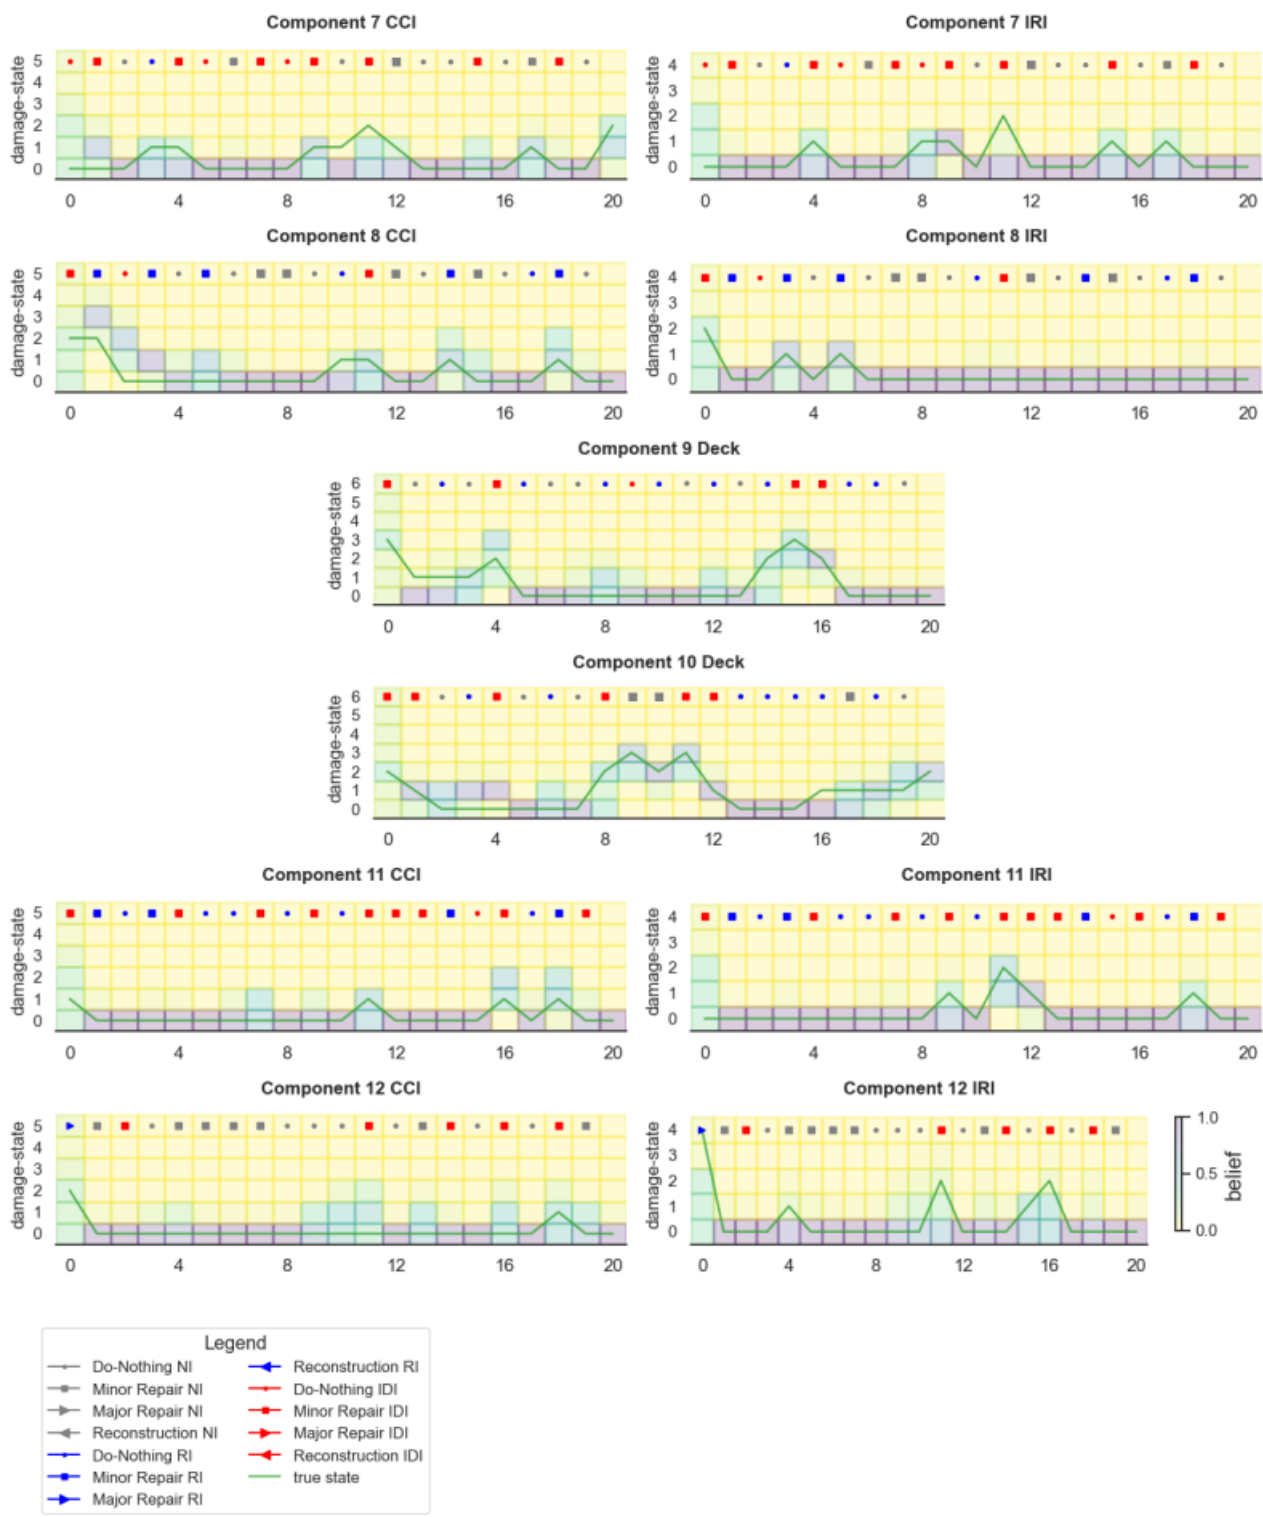 Component 7 CCI
Component 7 IRI
damage-state
5
4
3
2
1
0
0 4 8 12 16 20
damage-state
4
3
2
1
0
0 4 8 12 16 20
Component 8 CCI
Component 8 IRI
damage-state
5
4
3
2
1
0
0 4 8 12 16 20
damage-state
4
3
2
1
0
0 4 8 12 16 20
Component 9 Deck
damage-state
6
5
4
3
2
1
0
0 4 8 12 16 20
Component 10 Deck
damage-state
6
5
4
3
2
1
0
0 4 8 12 16 20
Component 11 CCI
Component 11 IRI
damage-state
5
4
3
2
1
0
0 4 8 12 16 20
damage-state
4
3
2
1
0
0 4 8 12 16 20
Component 12 CCI
Component 12 IRI
damage-state
5
4
3
2
1
0
0 4 8 12 16 20
damage-state
4
3
2
1
0
0 4 8 12 16 20
1.0
0.5
0.0
belief
Legend
Do-Nothing NI
Minor Repair NI
Major Repair NI
Reconstruction NI
Do-Nothing RI
Minor Repair RI
Major Repair RI
Reconstruction RI
Do-Nothing IDI
Minor Repair IDI
Major Repair IDI
Reconstruction IDI
true state